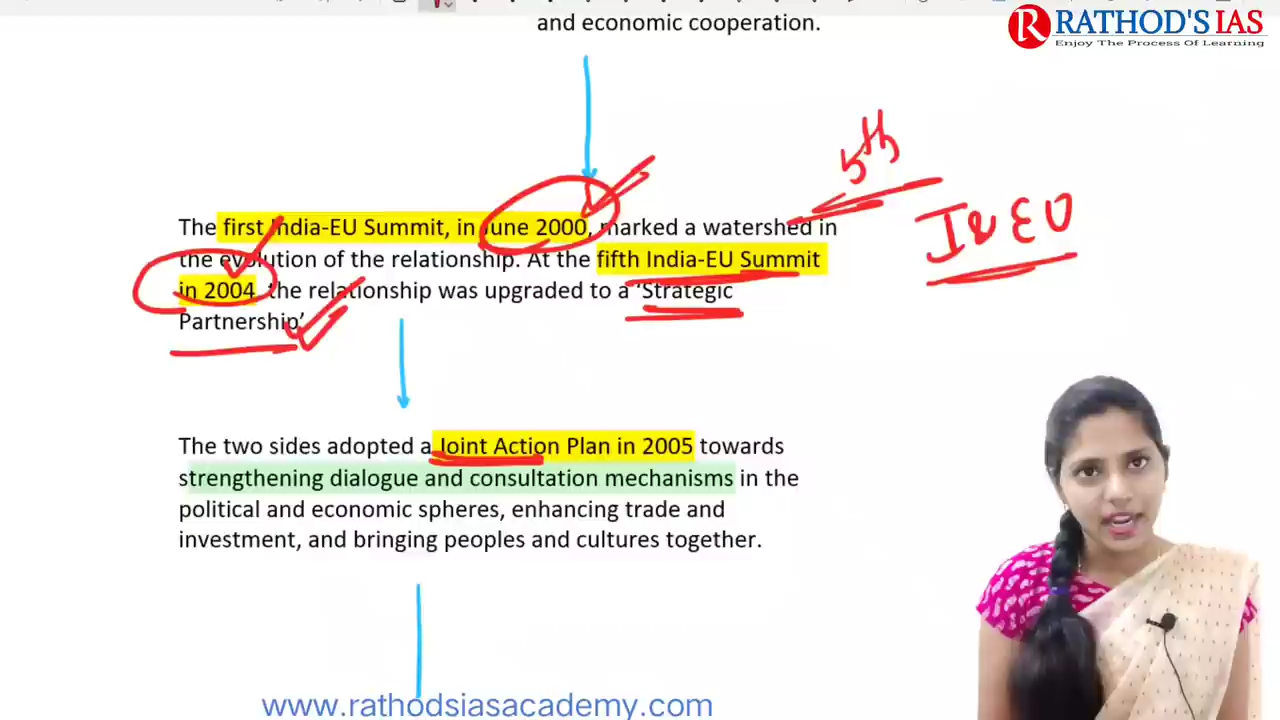 and economic cooperation.
RATHOD'S IAS
Enjoy The Process Of Learning
5th
I & EU
The first India-EU Summit, in June 2000, marked a watershed in
the evolution of the relationship. At the fifth India-EU Summit
in 2004, the relationship was upgraded to a ‘Strategic
Partnership’
The two sides adopted a Joint Action Plan in 2005 towards
strengthening dialogue and consultation mechanisms in the
political and economic spheres, enhancing trade and
investment, and bringing peoples and cultures together.
www.rathodsiasacademy.com